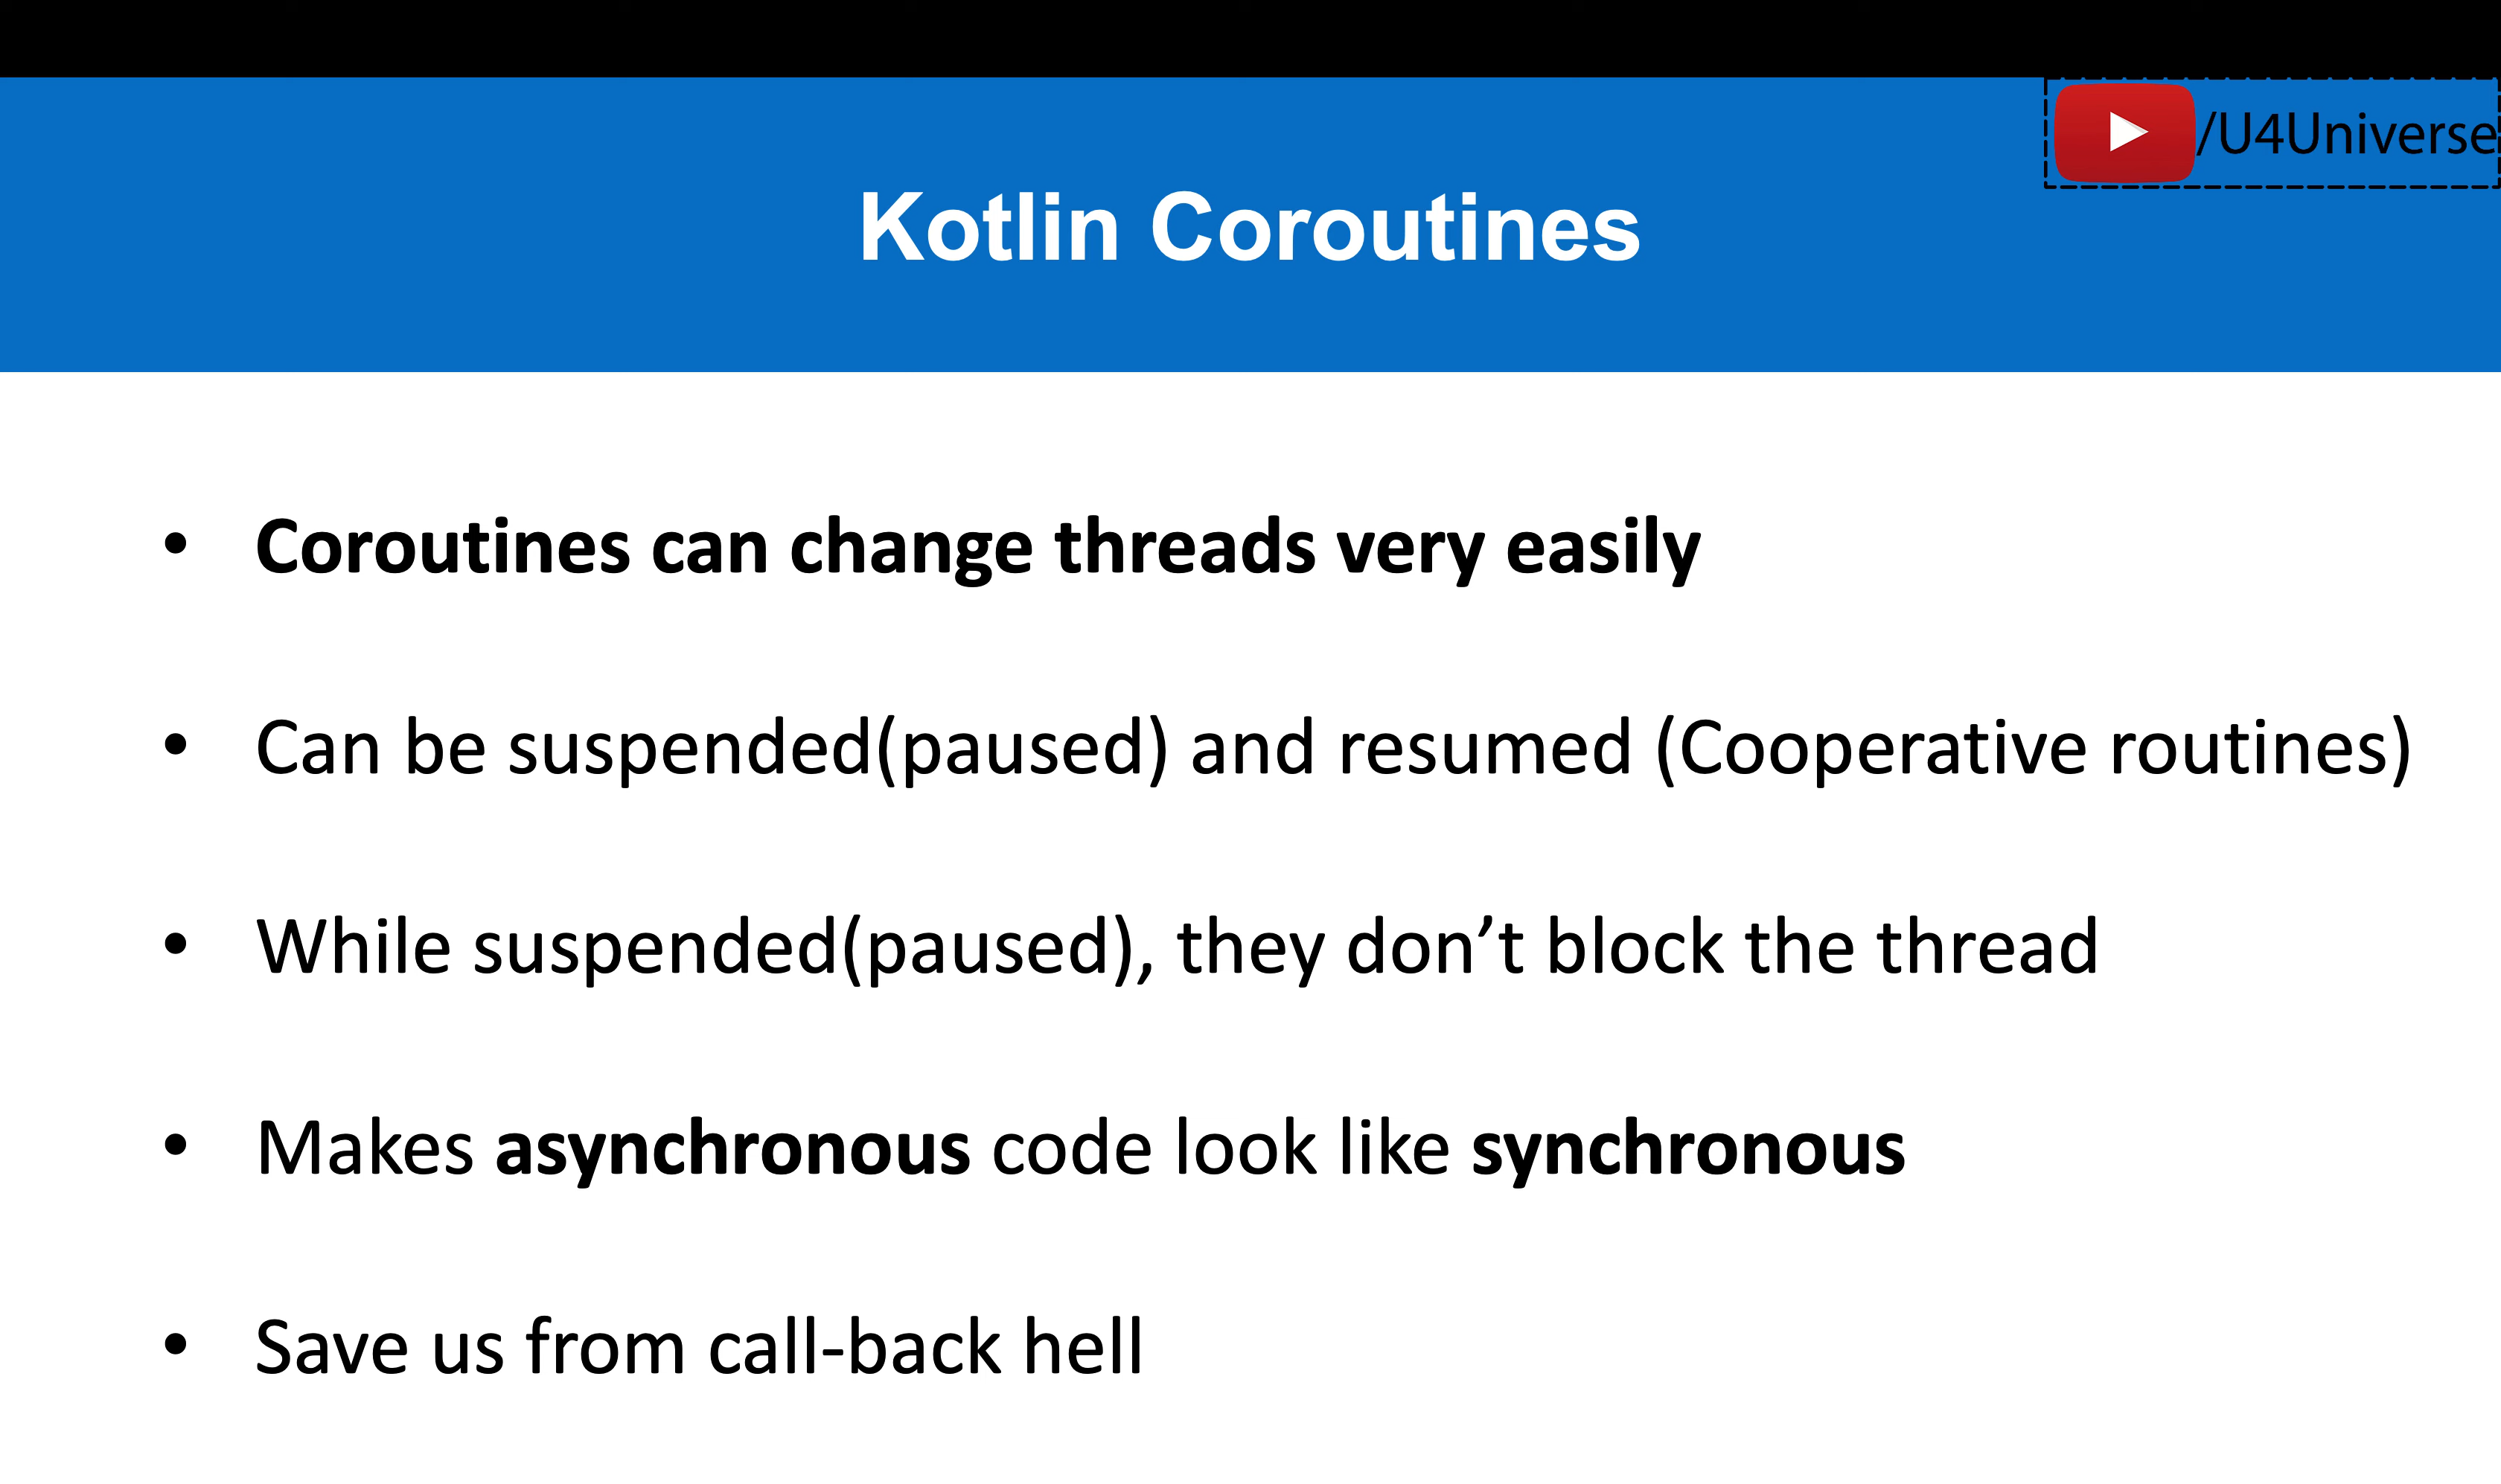 /U4Universe
Kotlin Coroutines
• Coroutines can change threads very easily
• Can be suspended(paused) and resumed (Cooperative routines)
• While suspended(paused), they don’t block the thread
• Makes asynchronous code look like synchronous
• Save us from call-back hell